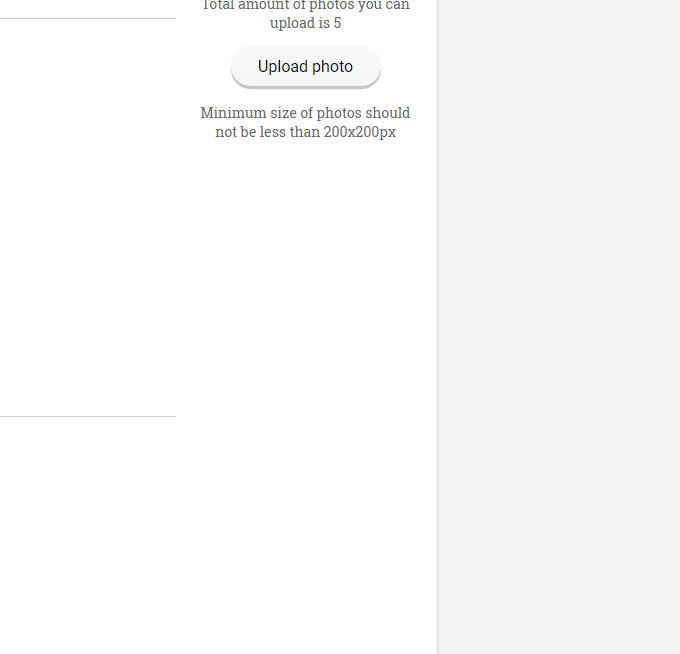 Total amount of photos you can
upload is 5
Upload photo
Minimum size of photos should
not be less than 200x200px